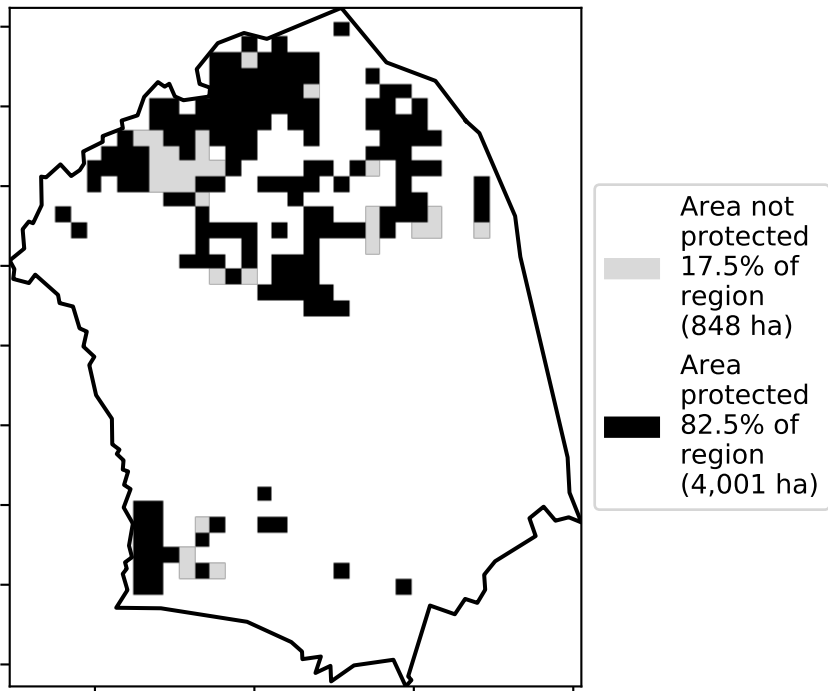 Area not
protected
17.5% of
region
(848 ha)
Area
protected
82.5% of
region
(4,001 ha)